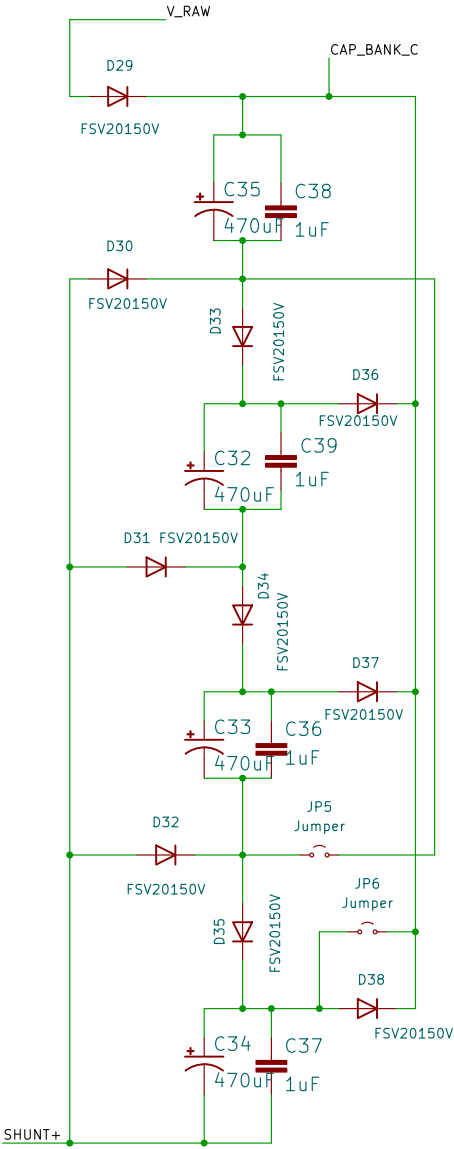 V_RAW
CAP_BANK_C
D29
FSV20150V
C35
C38
470uF
1uF
D30
FSV20150V
D33
FSV20150V
D36
FSV20150V
C32
C39
470uF
1uF
D31 FSV20150V
D34
FSV20150V
D37
FSV20150V
C33
C36
470uF
1uF
D32
FSV20150V
JP5
Jumper
JP6
Jumper
D35
FSV20150V
D38
FSV20150V
C34
C37
470uF
1uF
SHUNT+